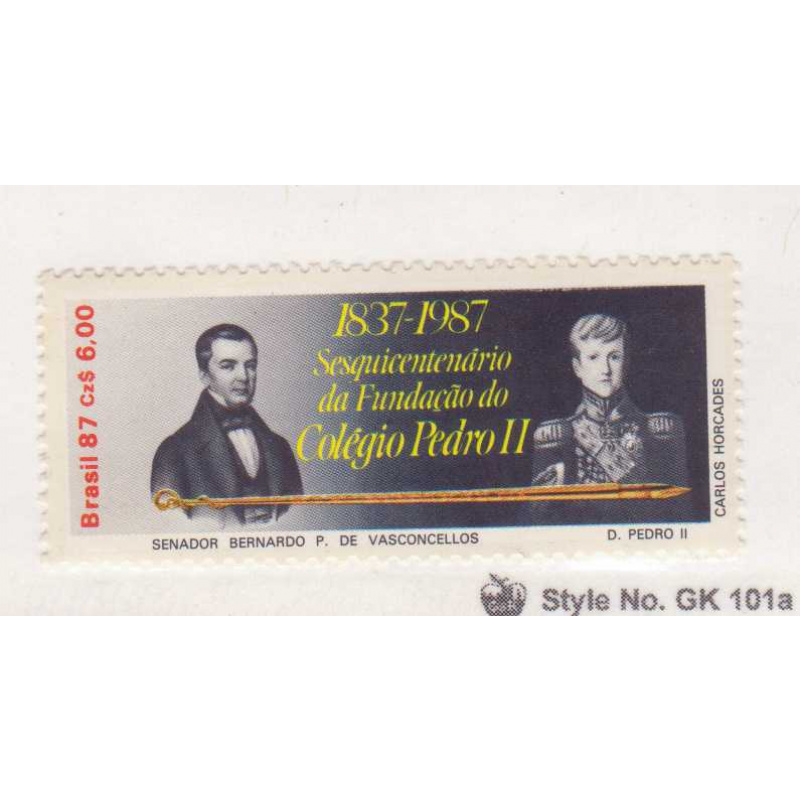 Brasil 87 Cz$ 6,00
1837-1987
Sesquicentenário
da Fundação do
Colégio Pedro II
CARLOS HORCADES
SENADOR BERNARDO P. DE VASCONCELLOS
D. PEDRO II
Style No. GK 101a